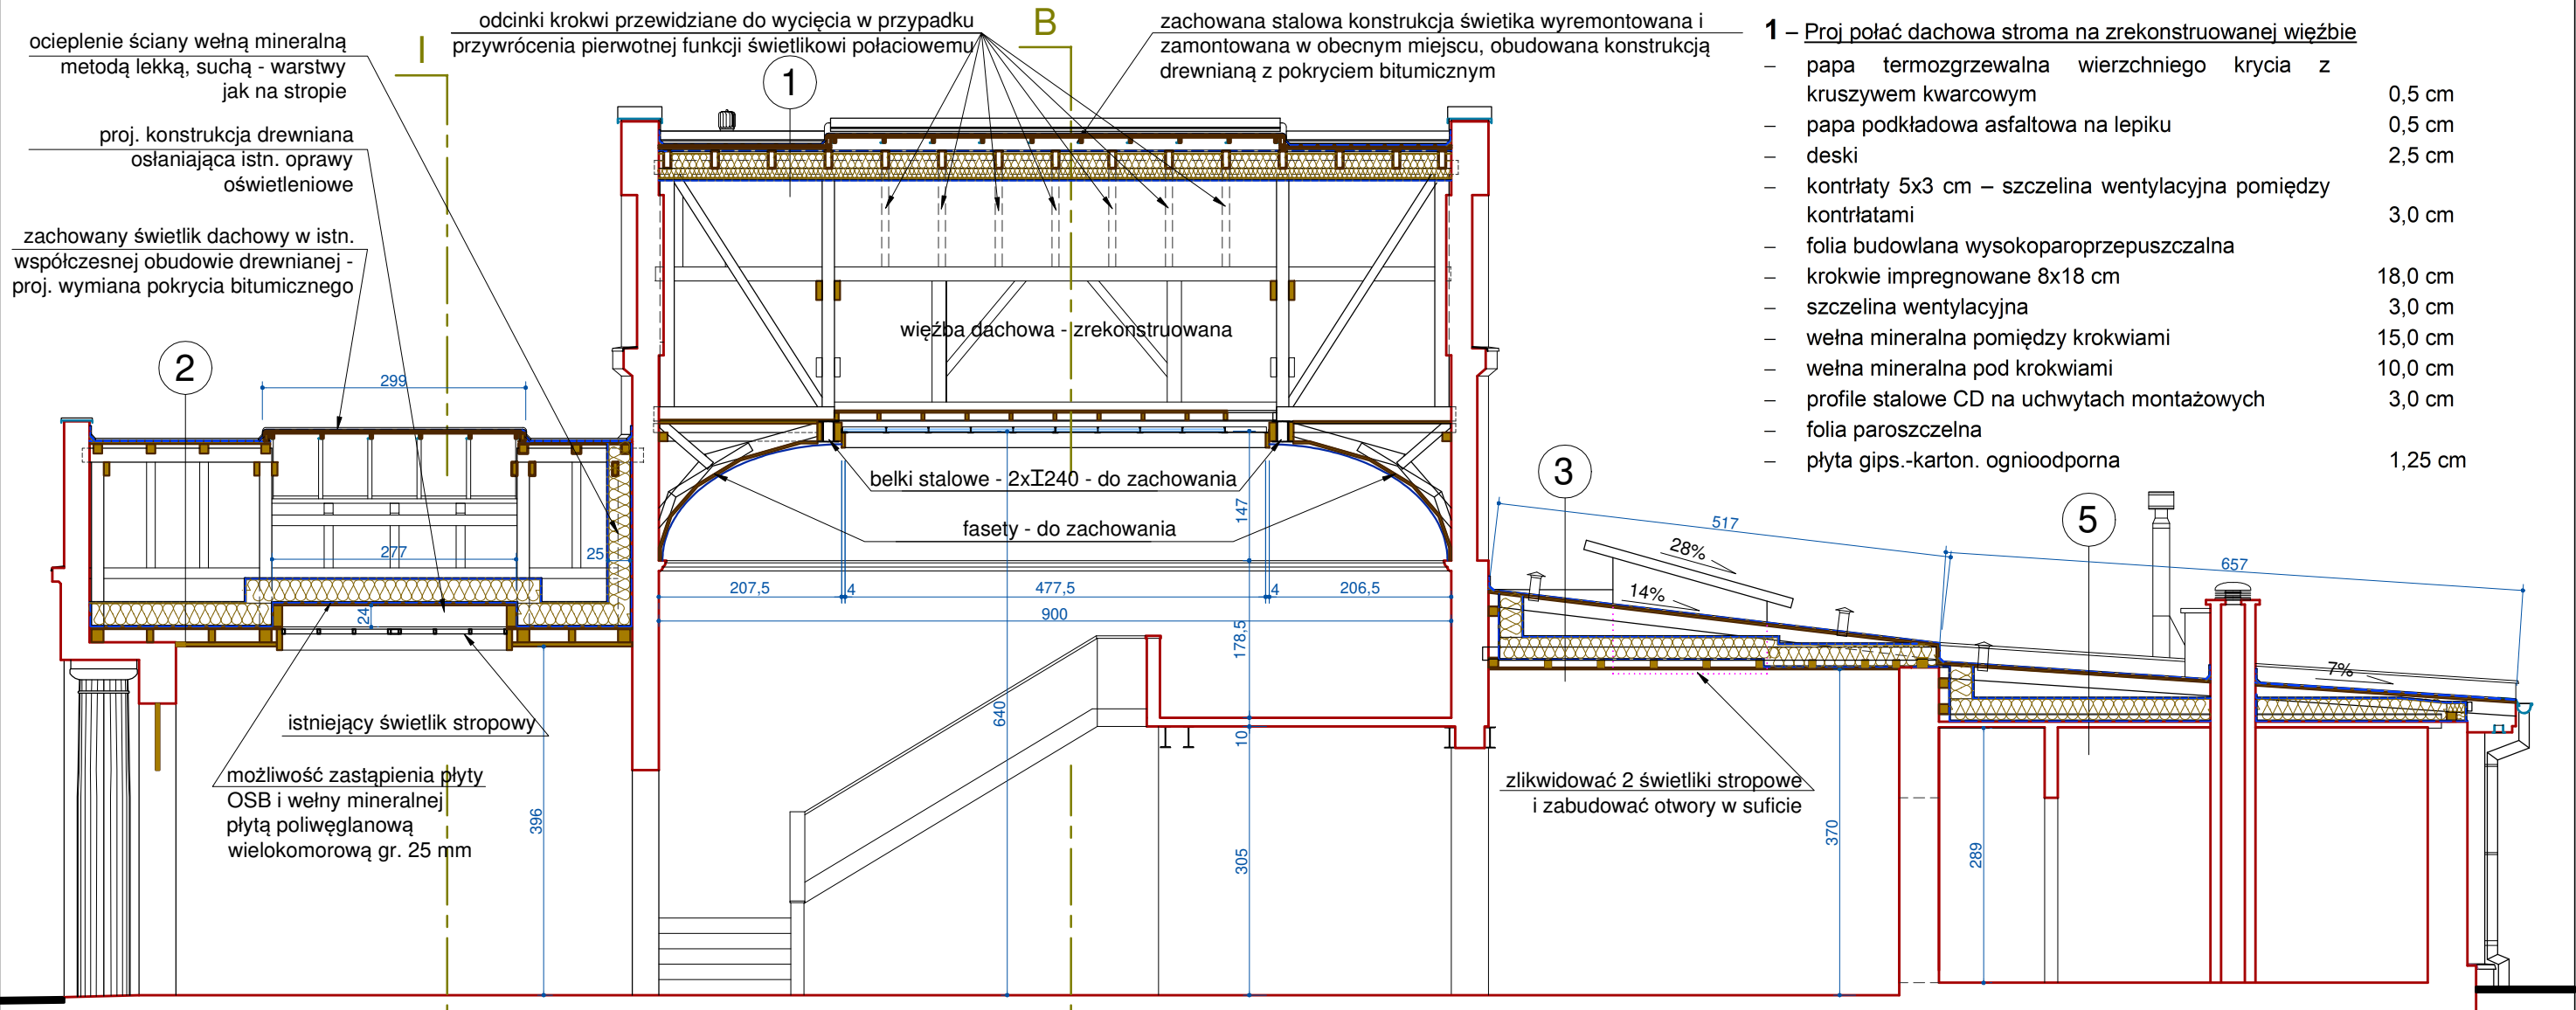 odcinki krokwi przewidziane do wycięcia w przypadku
przywrócenia pierwotnej funkcji świetlikowi połaciowemu
B
zachowana stalowa konstrukcja świetika wyremontowana i
zamontowana w obecnym miejscu, obudowana konstrukcją
drewnianą z pokryciem bitumicznym
ocieplenie ściany wełną mineralną
metodą lekką, suchą - warstwy
jak na stropie
I
1
proj. konstrukcja drewniana
osłaniająca istn. oprawy
oświetleniowe
zachowany świetlik dachowy w istn.
współczesnej obudowie drewnianej -
proj. wymiana pokrycia bitumicznego
1 – Proj połać dachowa stroma na zrekonstruowanej więźbie
– papa termozgrzewalna wierzchniego krycia z
kruszywem kwarcowym 0,5 cm
– papa podkładowa asfaltowa na lepiku 0,5 cm
– deski 2,5 cm
– kontrłaty 5x3 cm – szczelina wentylacyjna pomiędzy
kontrłatami 3,0 cm
– folia budowlana wysokoparoprzepuszczalna
– krokwie impregnowane 8x18 cm 18,0 cm
– szczelina wentylacyjna 3,0 cm
– wełna mineralna pomiędzy krokwiami 15,0 cm
– wełna mineralna pod krokwiami 10,0 cm
– profile stalowe CD na uchwytach montażowych 3,0 cm
– folia paroszczelna
– płyta gips.-karton. ognioodporna 1,25 cm
więźba dachowa - zrekonstruowana
2
299
belki stalowe - 2xI240 - do zachowania
fasety - do zachowania
147
277
25
24
207,5
4
477,5
4
206,5
900
178,5
640
10
305
396
istniejący świetlik stropowy
możliwość zastąpienia płyty
OSB i wełny mineralnej
płytą poliwęglanową
wielokomorową gr. 25 mm
3
517
28%
14%
5
657
7%
zlikwidować 2 świetliki stropowe
i zabudować otwory w suficie
370
289